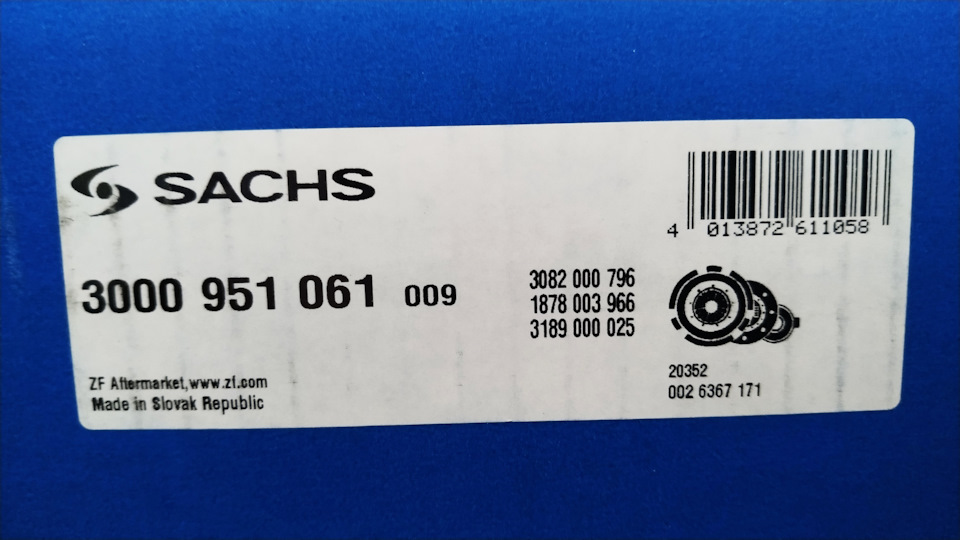 SACHS
4 013872 611058
3000 951 061 009
3082 000 796
1878 003 966
3189 000 025
20352
002 6367 171
ZF Aftermarket,www.zf.com
Made in Slovak Republic